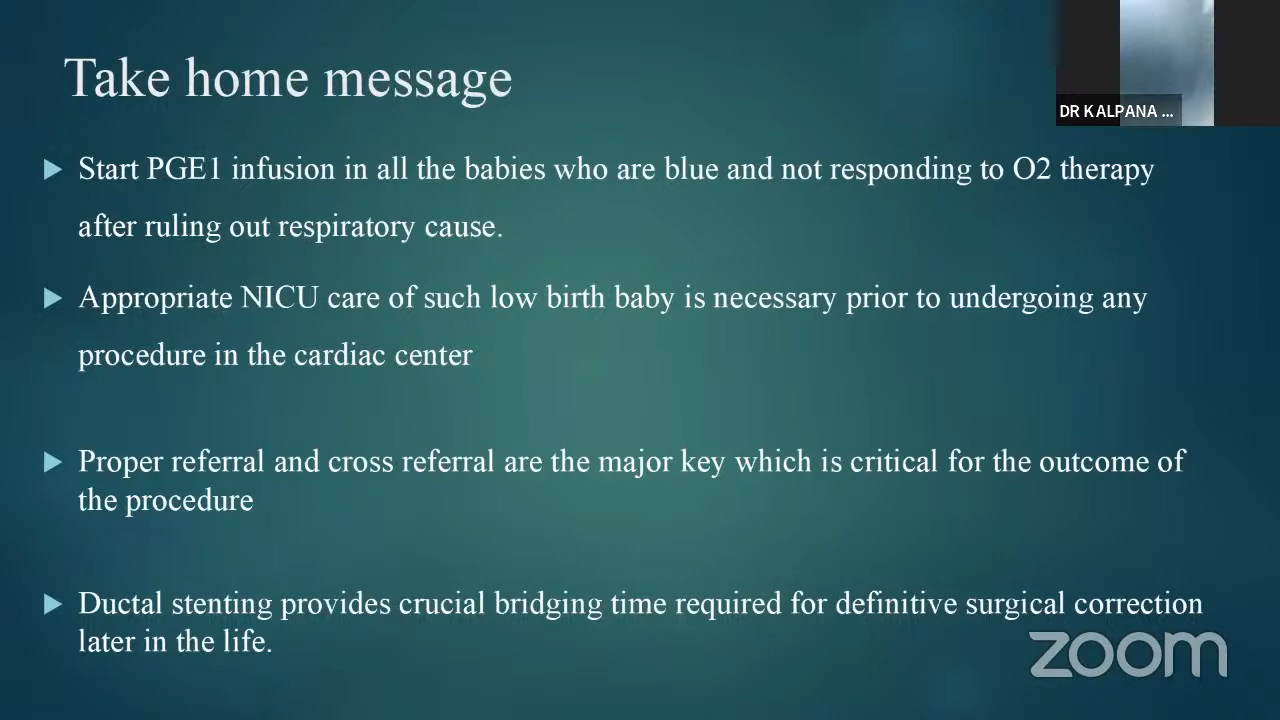 Take home message
DR KALPANA ...
Start PGE1 infusion in all the babies who are blue and not responding to O2 therapy
after ruling out respiratory cause.
Appropriate NICU care of such low birth baby is necessary prior to undergoing any
procedure in the cardiac center
Proper referral and cross referral are the major key which is critical for the outcome of
the procedure
Ductal stenting provides crucial bridging time required for definitive surgical correction
later in the life.
zoom